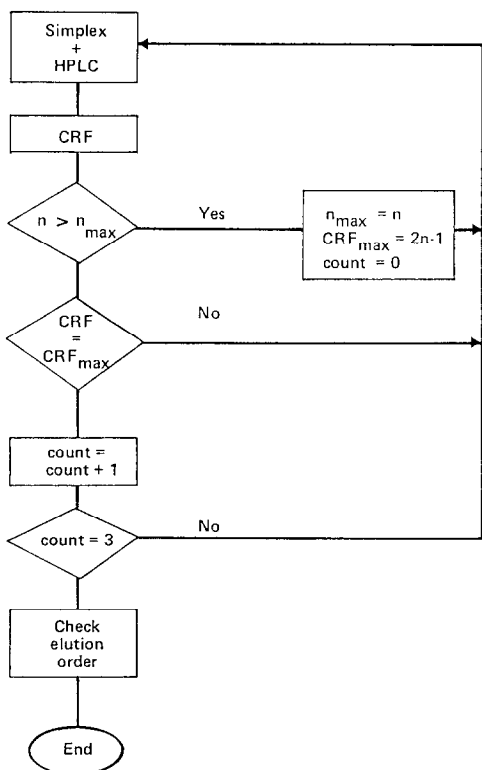 Simplex
+
HPLC
CRF
n > n_max
Yes
n_max = n
CRF_max = 2n-1
count = 0
CRF
=
CRF_max
No
count =
count + 1
count = 3
No
Check
elution
order
End